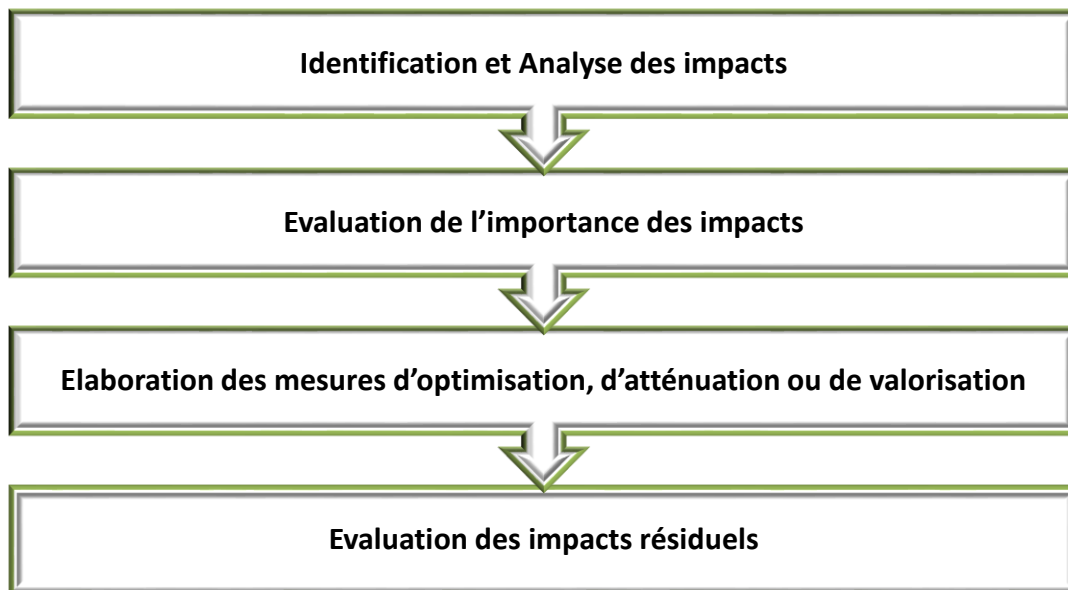 Identification et Analyse des impacts
Evaluation de l’importance des impacts
Elaboration des mesures d’optimisation, d’atténuation ou de valorisation
Evaluation des impacts résiduels